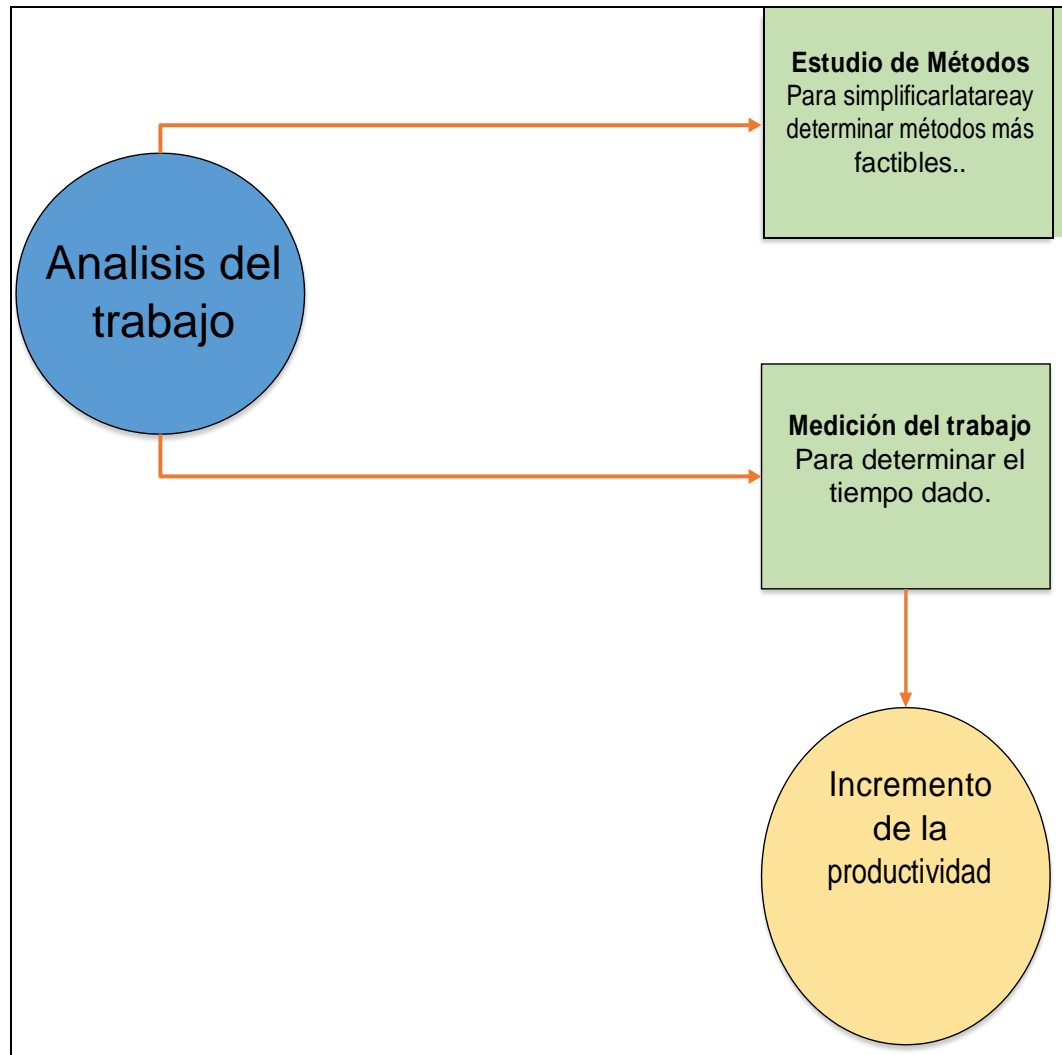 Estudio de Métodos
Para simplificarlatareay
determinar métodos más
factibles..
Analisis del
trabajo
Medición del trabajo
Para determinar el
tiempo dado.
Incremento
de la
productividad